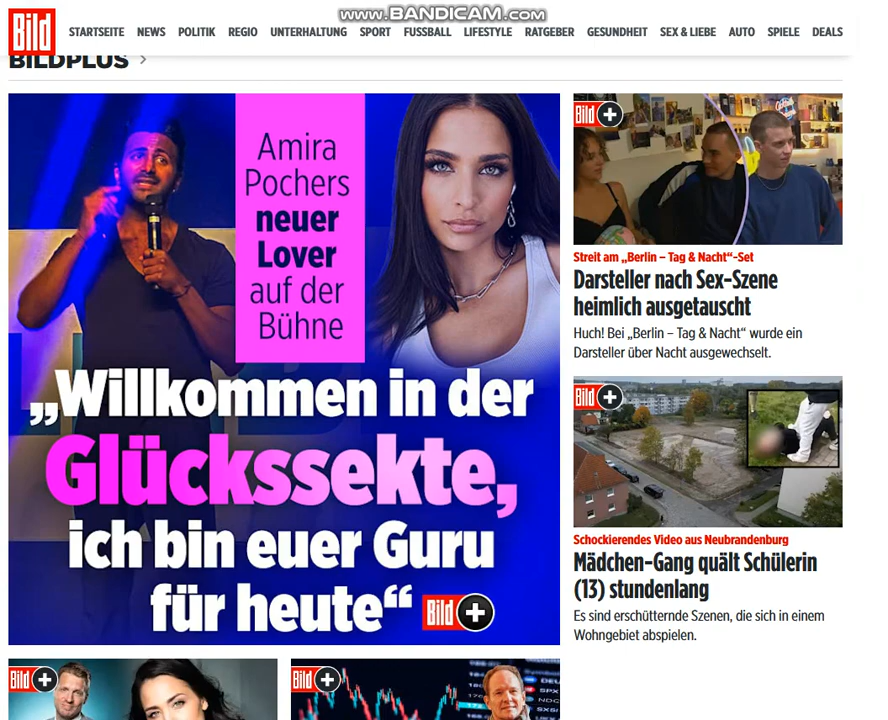 www.BANDICAM.com
Bild
STARTSEITE NEWS POLITIK REGIO UNTERHALTUNG SPORT FUSSBALL LIFESTYLE RATGEBER GESUNDHEIT SEX & LIEBE AUTO SPIELE DEALS
BILDPLUS >
Amira
Pochers
neuer
Lover
auf der
Bühne
„Willkommen in der
Glückssekte,
ich bin euer Guru
für heute“ Bild +
Bild +
Streit am „Berlin – Tag & Nacht“-Set
Darsteller nach Sex-Szene
heimlich ausgetauscht
Huch! Bei „Berlin – Tag & Nacht“ wurde ein
Darsteller über Nacht ausgewechselt.
Bild +
Schockierendes Video aus Neubrandenburg
Mädchen-Gang quält Schülerin
(13) stundenlang
Es sind erschütternde Szenen, die sich in einem
Wohngebiet abspielen.
Bild +
Bild +